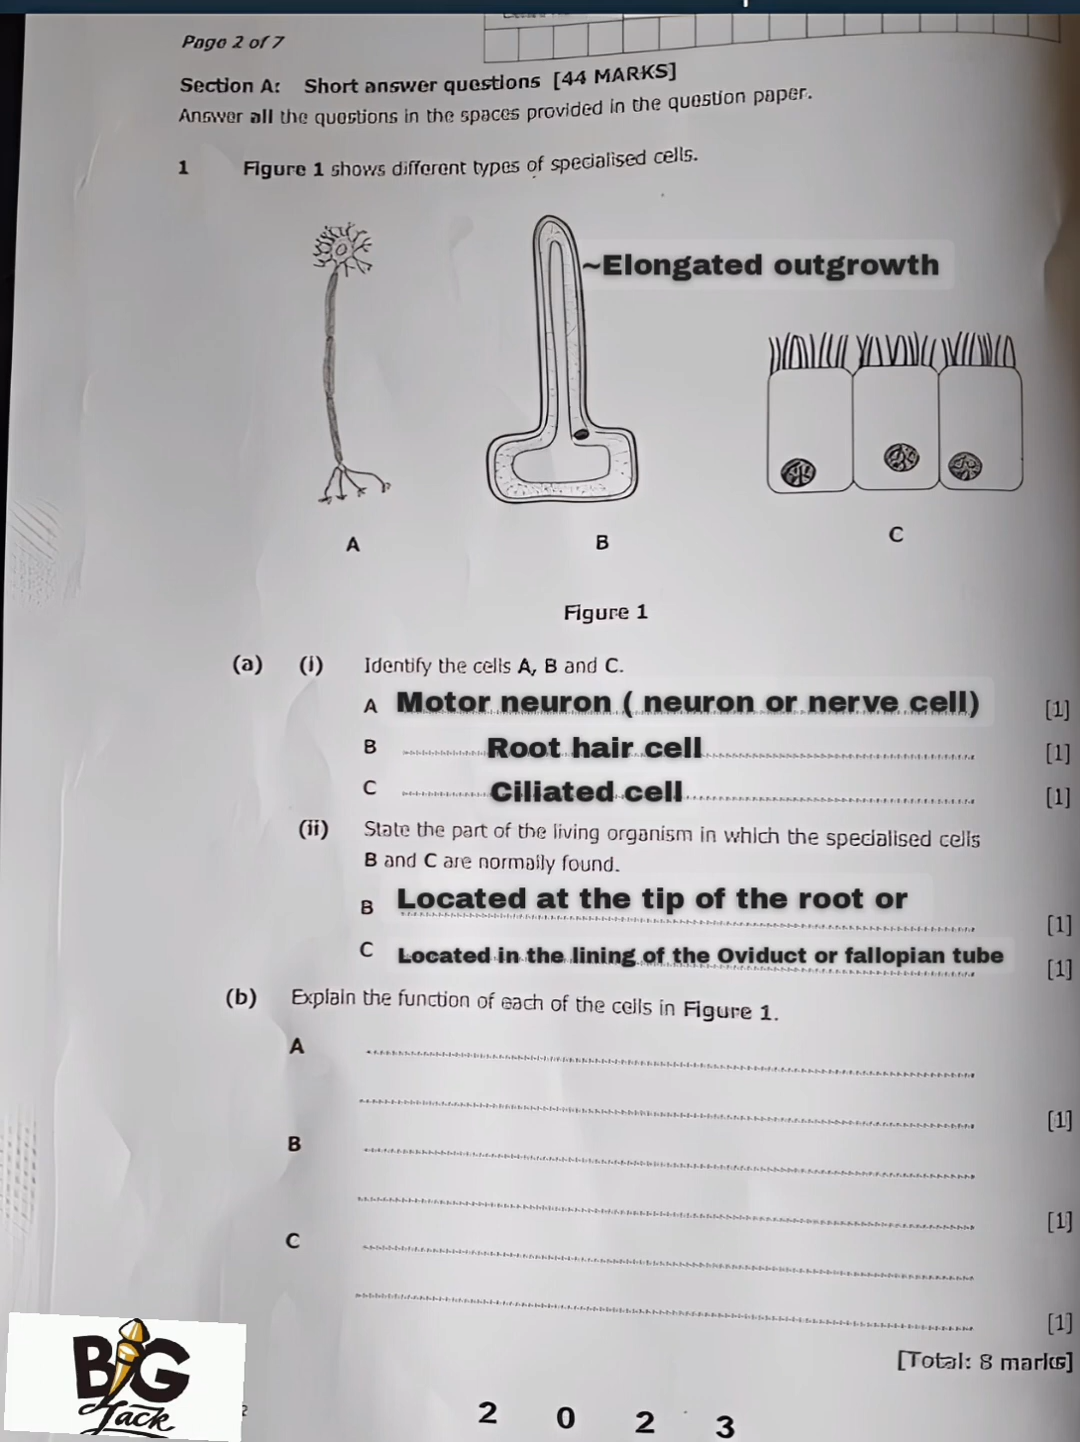 Page 2 of 7
Section A: Short answer questions [44 MARKS]
Answer all the questions in the spaces provided in the question paper.
1 Figure 1 shows different types of specialised cells.
~Elongated outgrowth
A B C
Figure 1
(a) (i) Identify the cells A, B and C.
A Motor neuron ( neuron or nerve cell) [1]
B Root hair cell [1]
C Ciliated cell [1]
(ii) State the part of the living organism in which the specialised cells
B and C are normally found.
B Located at the tip of the root or [1]
C Located in the lining of the Oviduct or fallopian tube [1]
(b) Explain the function of each of the cells in Figure 1.
A
[1]
B
[1]
C
[1]
[Total: 8 marks]
BIG
Jack
2 0 2 3